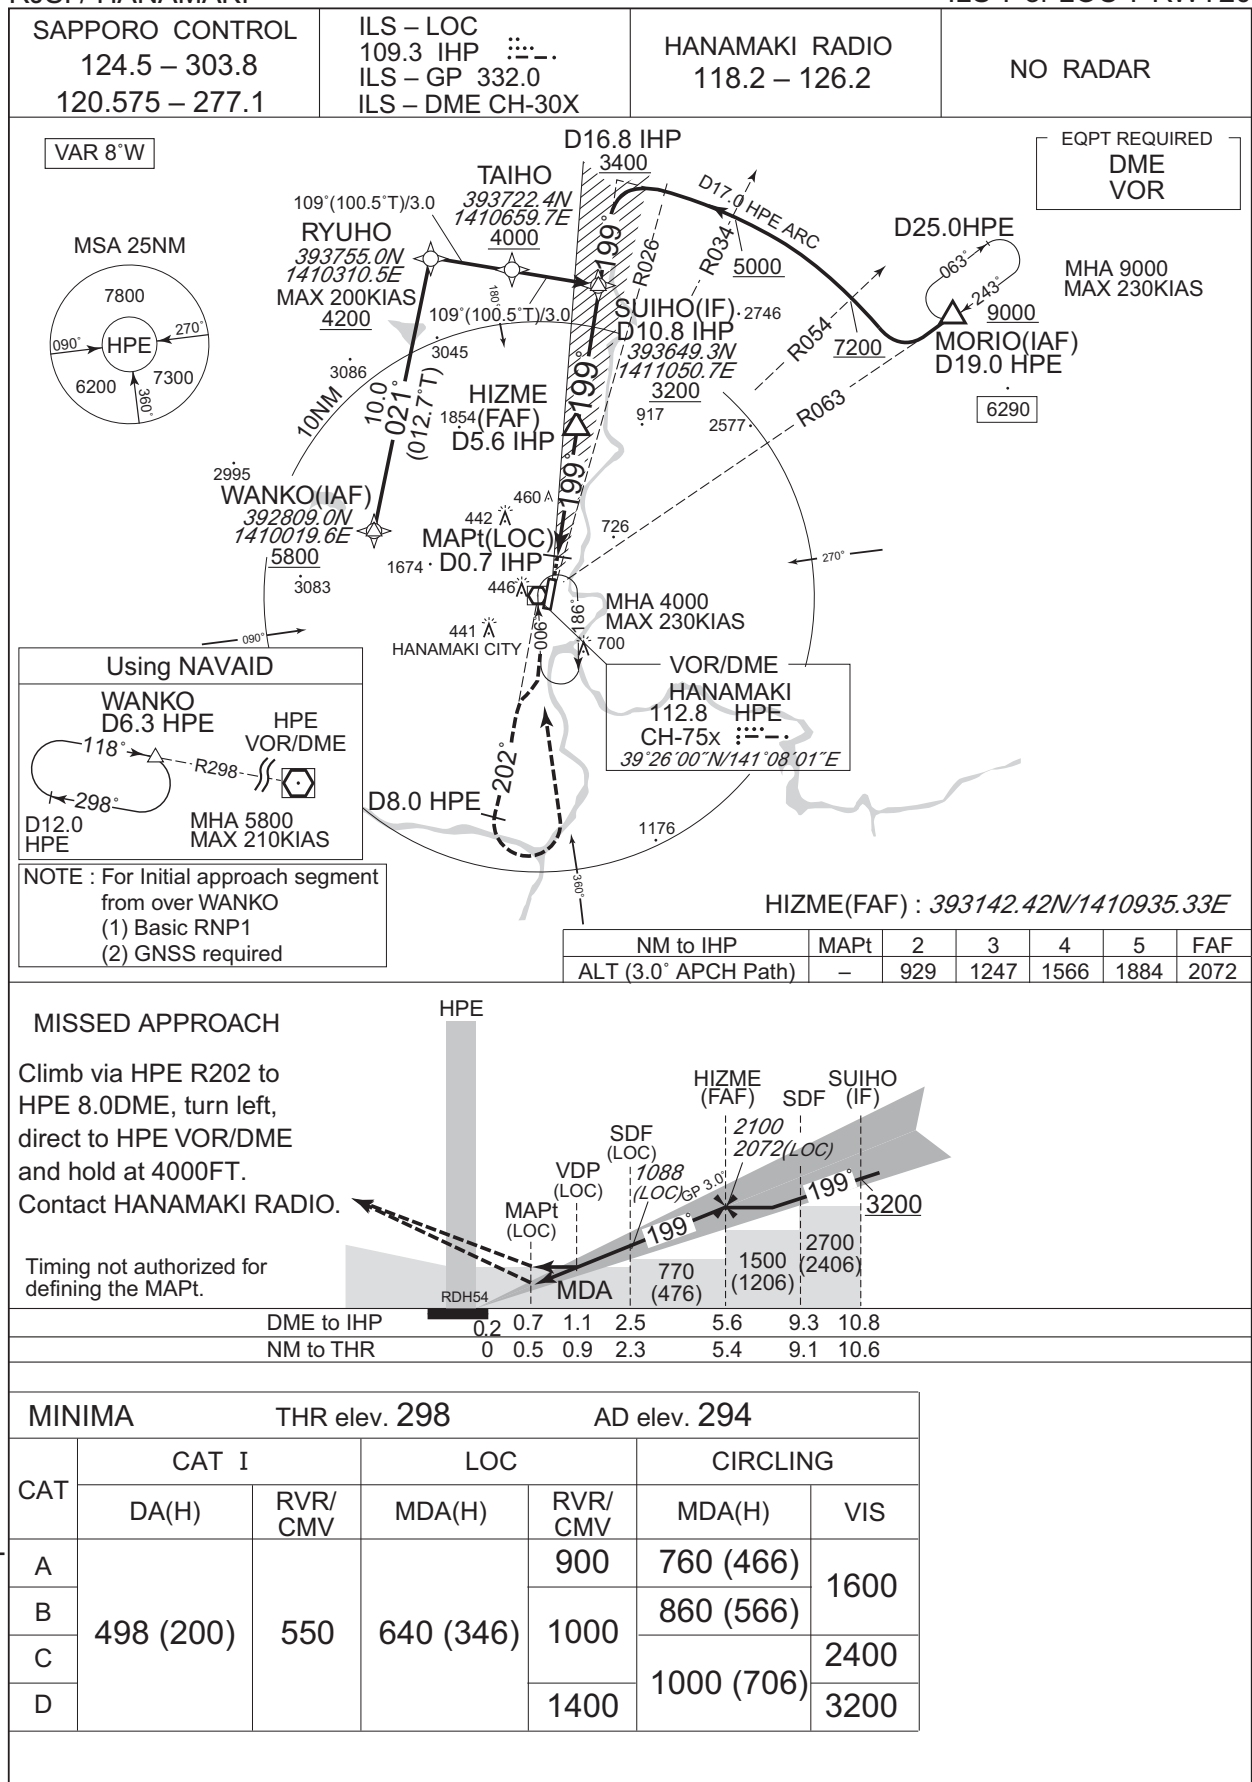 SAPPORO CONTROL
124.5 – 303.8
120.575 – 277.1
ILS – LOC
109.3 IHP
ILS – GP 332.0
ILS – DME CH-30X
HANAMAKI RADIO
118.2 – 126.2
NO RADAR
VAR 8˚W
EQPT REQUIRED
DME
VOR
MSA 25NM
7800
090˚
HPE
270˚
6200
7300
360˚
D16.8 IHP
3400
TAIHO
393722.4N
1410659.7E
4000
109˚(100.5˚T)/3.0
RYUHO
393755.0N
1410310.5E
MAX 200KIAS
4200
180˚
109˚(100.5˚T)/3.0
199˚
R026
R034
D17.0 HPE ARC
5000
D25.0HPE
063˚
243˚
MHA 9000
MAX 230KIAS
9000
MORIO(IAF)
D19.0 HPE
6290
R054
7200
R063
SUIHO(IF)
D10.8 IHP
393649.3N
1411050.7E
3200
2746
917
2577
3045
3086
10NM
10.0
021˚
(012.7˚T)
HIZME
(FAF)
D5.6 IHP
1854
199˚
199˚
2995
WANKO(IAF)
392809.0N
1410019.6E
5800
3083
460
442
MAPt(LOC)
D0.7 IHP
1674
726
446
270˚
090˚
MHA 4000
MAX 230KIAS
186˚
006˚
441
HANAMAKI CITY
700
VOR/DME
HANAMAKI
112.8 HPE
CH-75x
39˚26´00˝N/141˚08´01˝E
Using NAVAID
WANKO
D6.3 HPE
HPE
VOR/DME
118˚
R298
298˚
D12.0
HPE
MHA 5800
MAX 210KIAS
D8.0 HPE
202˚
1176
360˚
NOTE : For Initial approach segment
from over WANKO
(1) Basic RNP1
(2) GNSS required
HIZME(FAF) : 393142.42N/1410935.33E
NM to IHP MAPt 2 3 4 5 FAF
ALT (3.0˚ APCH Path) – 929 1247 1566 1884 2072
MISSED APPROACH
Climb via HPE R202 to
HPE 8.0DME, turn left,
direct to HPE VOR/DME
and hold at 4000FT.
Contact HANAMAKI RADIO.
Timing not authorized for
defining the MAPt.
HPE
HIZME
(FAF)
SDF
SUIHO
(IF)
2100
2072(LOC)
SDF
(LOC)
1088
(LOC)
GP 3.0˚
VDP
(LOC)
MAPt
(LOC)
199˚
199˚
3200
2700
(2406)
1500
(1206)
770
(476)
MDA
RDH54
DME to IHP 0.2 0.7 1.1 2.5 5.6 9.3 10.8
NM to THR 0 0.5 0.9 2.3 5.4 9.1 10.6
MINIMA THR elev. 298 AD elev. 294
CAT CAT I LOC CIRCLING
DA(H) RVR/CMV MDA(H) RVR/CMV MDA(H) VIS
A 900 760 (466) 1600
B 498 (200) 550 640 (346) 1000 860 (566)
C 1000 (706) 2400
D 1400 3200